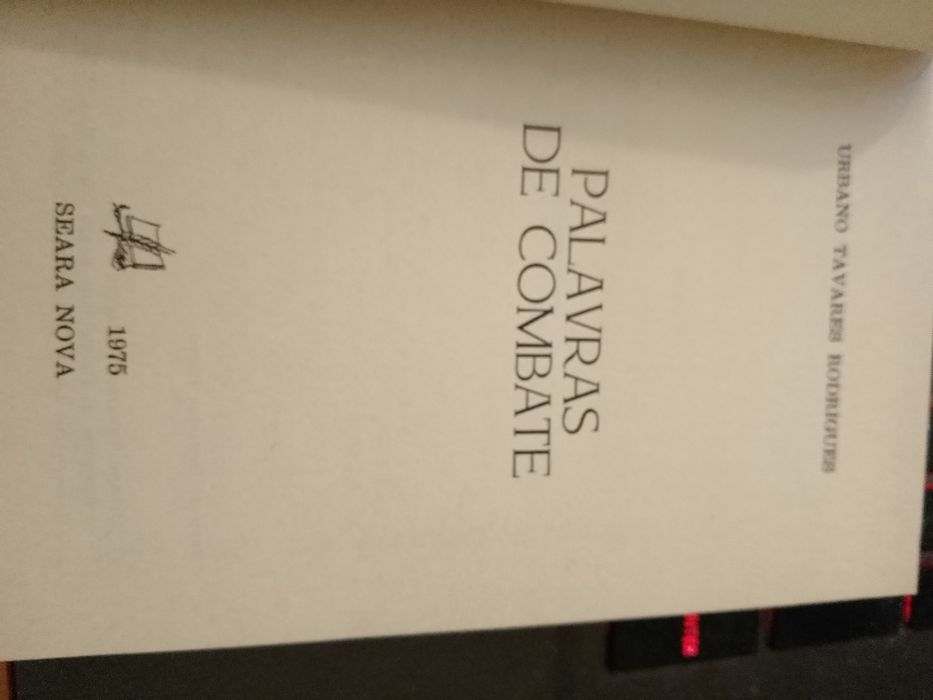 URBANO TAVARES RODRIGUES
PALAVRAS
DE COMBATE
1975
SEARA NOVA